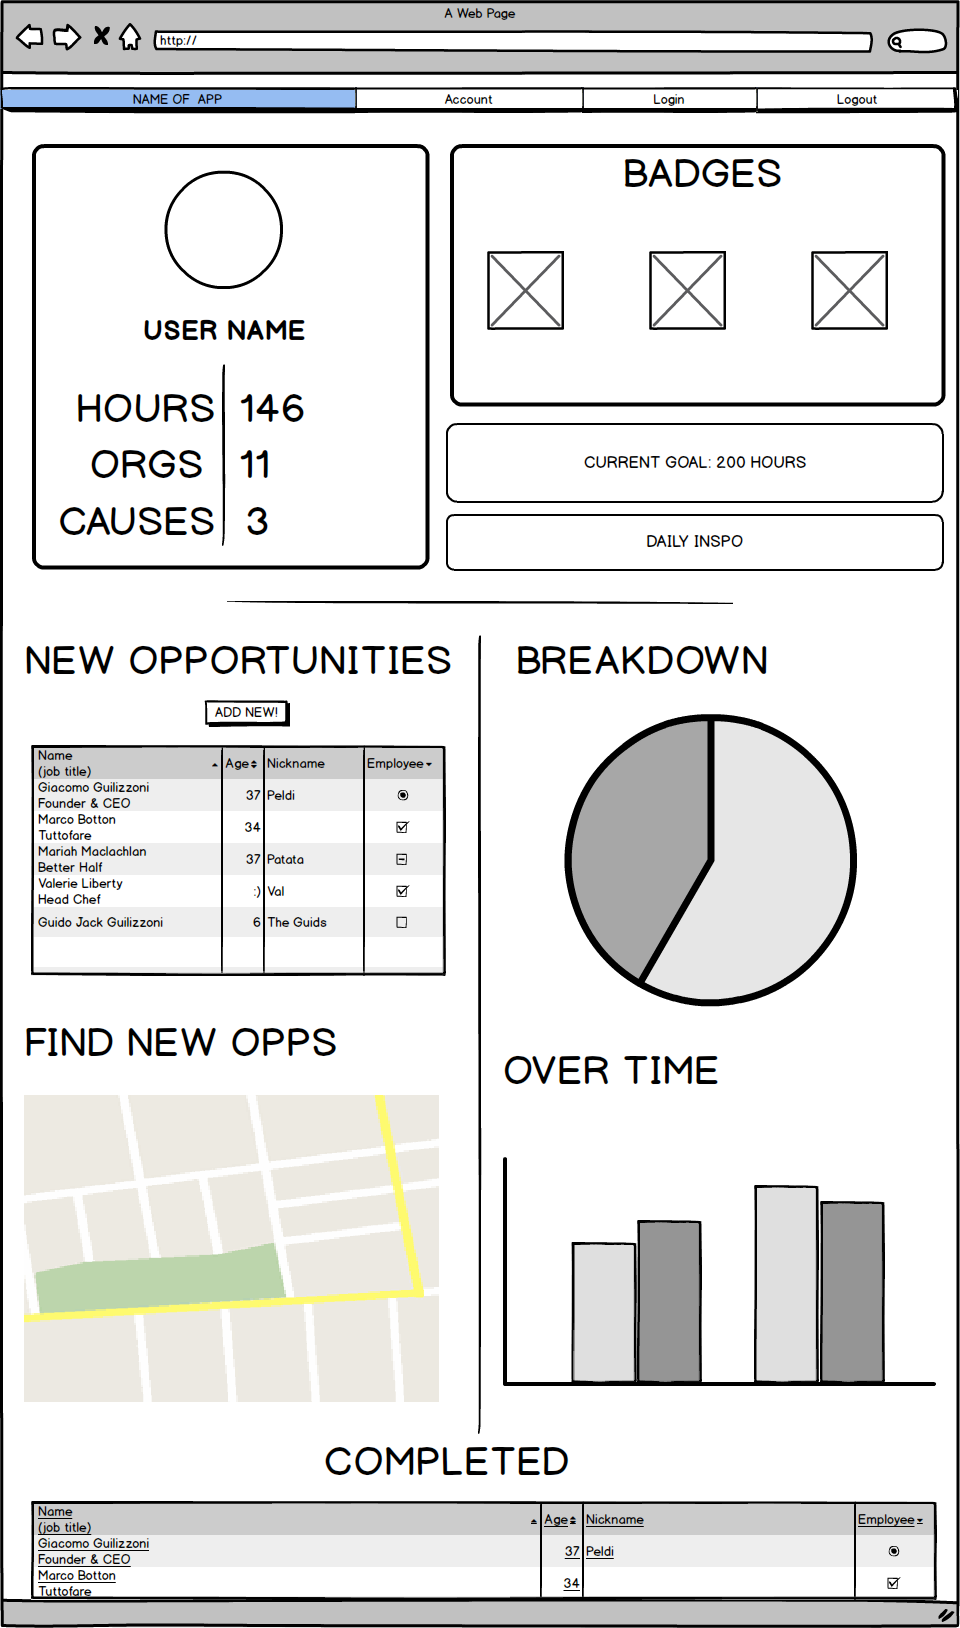 A Web Page
http://
NAME OF APP
Account
Login
Logout
USER NAME
HOURS 146
ORGS 11
CAUSES 3
BADGES
CURRENT GOAL: 200 HOURS
DAILY INSPO
NEW OPPORTUNITIES
ADD NEW!
Name
(job title)
Age
Nickname
Employee
Giacomo Guilizzoni
Founder & CEO
37
Peldi
Marco Botton
Tuttofare
34
Mariah Maclachlan
Better Half
37
Patata
Valerie Liberty
Head Chef
:)
Val
Guido Jack Guilizzoni
6
The Guids
BREAKDOWN
FIND NEW OPPS
OVER TIME
COMPLETED
Name
(job title)
Age
Nickname
Employee
Giacomo Guilizzoni
Founder & CEO
37
Peldi
Marco Botton
Tuttofare
34